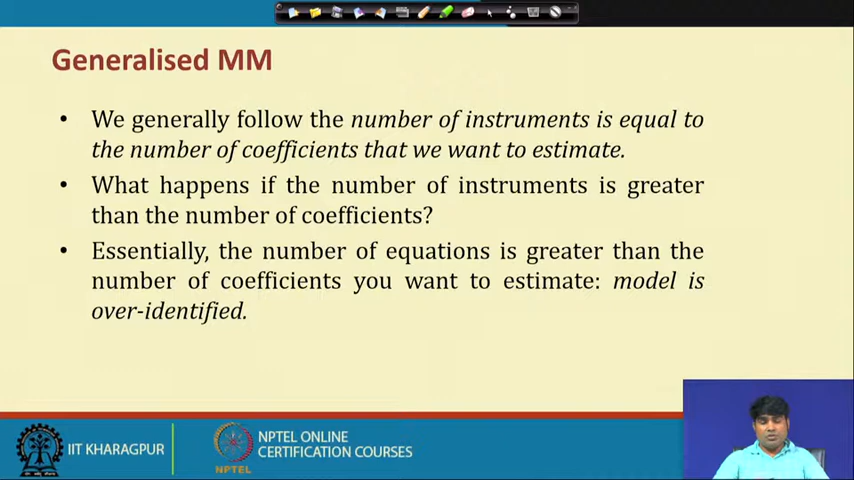 Generalised MM
• We generally follow the number of instruments is equal to
the number of coefficients that we want to estimate.
• What happens if the number of instruments is greater
than the number of coefficients?
• Essentially, the number of equations is greater than the
number of coefficients you want to estimate: model is
over-identified.
IIT KHARAGPUR
NPTEL
NPTEL ONLINE
CERTIFICATION COURSES